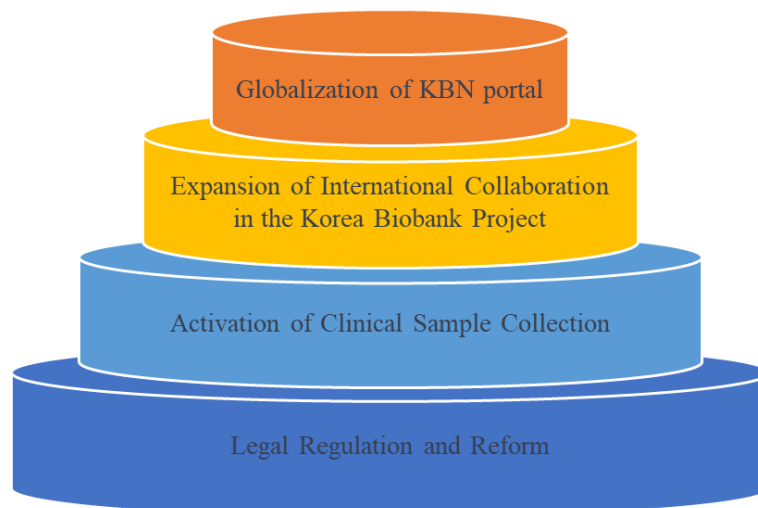 Globalization of KBN portal
Expansion of International Collaboration
in the Korea Biobank Project
Activation of Clinical Sample Collection
Legal Regulation and Reform